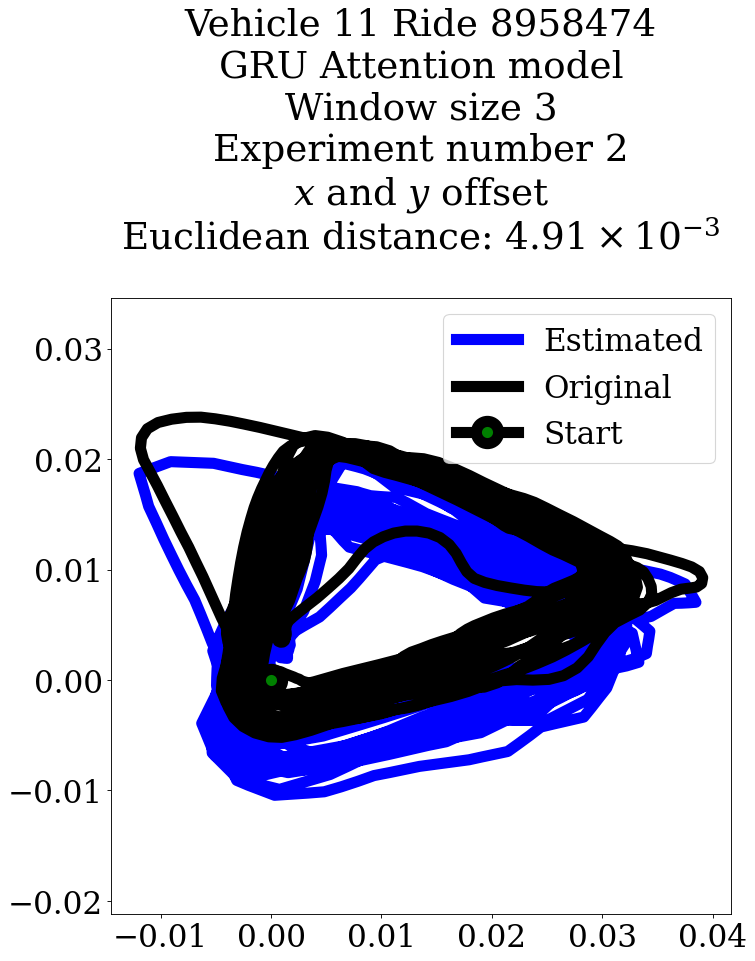 Vehicle 11 Ride 8958474
GRU Attention model
Window size 3
Experiment number 2
x and y offset
Euclidean distance: 4.91 × 10⁻³
Estimated
Original
Start
0.03
0.02
0.01
0.00
−0.01
−0.02
−0.01 0.00 0.01 0.02 0.03 0.04